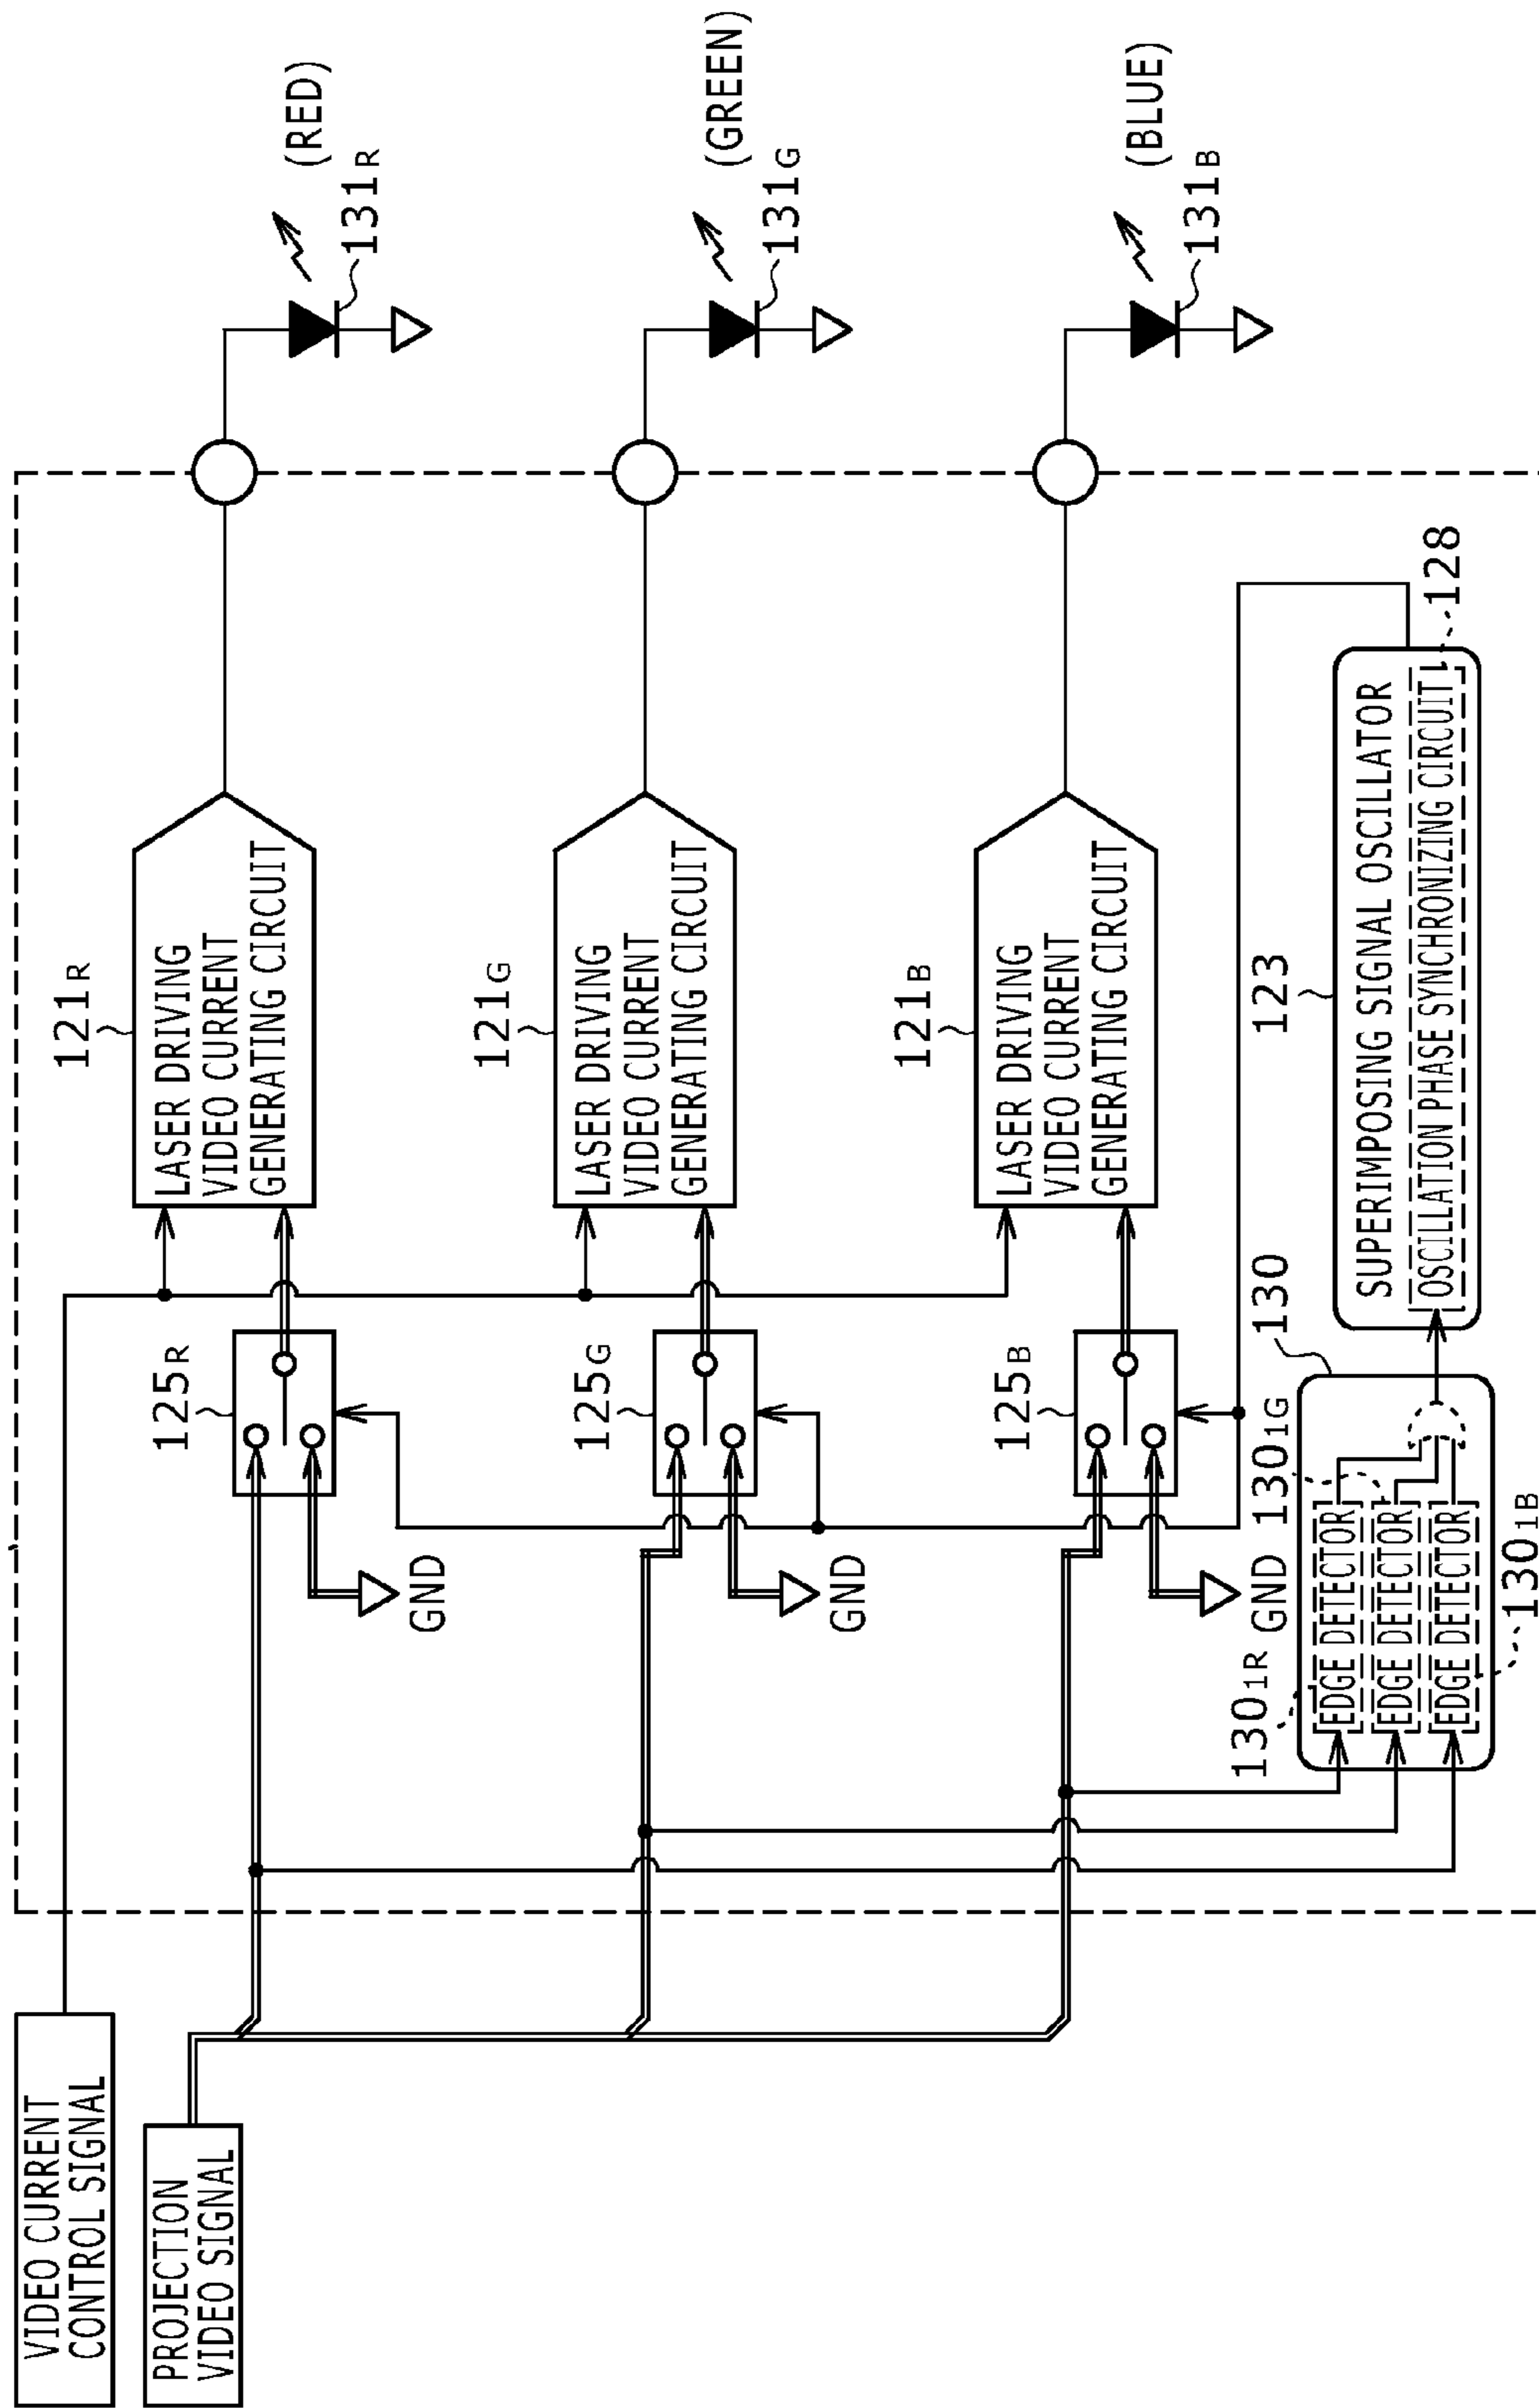 VIDEO CURRENT
CONTROL SIGNAL
PROJECTION
VIDEO SIGNAL
121R
LASER DRIVING
VIDEO CURRENT
GENERATING CIRCUIT
125R
GND
(RED)
131R
121G
LASER DRIVING
VIDEO CURRENT
GENERATING CIRCUIT
125G
GND
(GREEN)
131G
121B
LASER DRIVING
VIDEO CURRENT
GENERATING CIRCUIT
125B
GND
(BLUE)
131B
1301R
1301G
130
EDGE DETECTOR
EDGE DETECTOR
EDGE DETECTOR
1301B
123
SUPERIMPOSING SIGNAL OSCILLATOR
OSCILLATION PHASE SYNCHRONIZING CIRCUIT
128